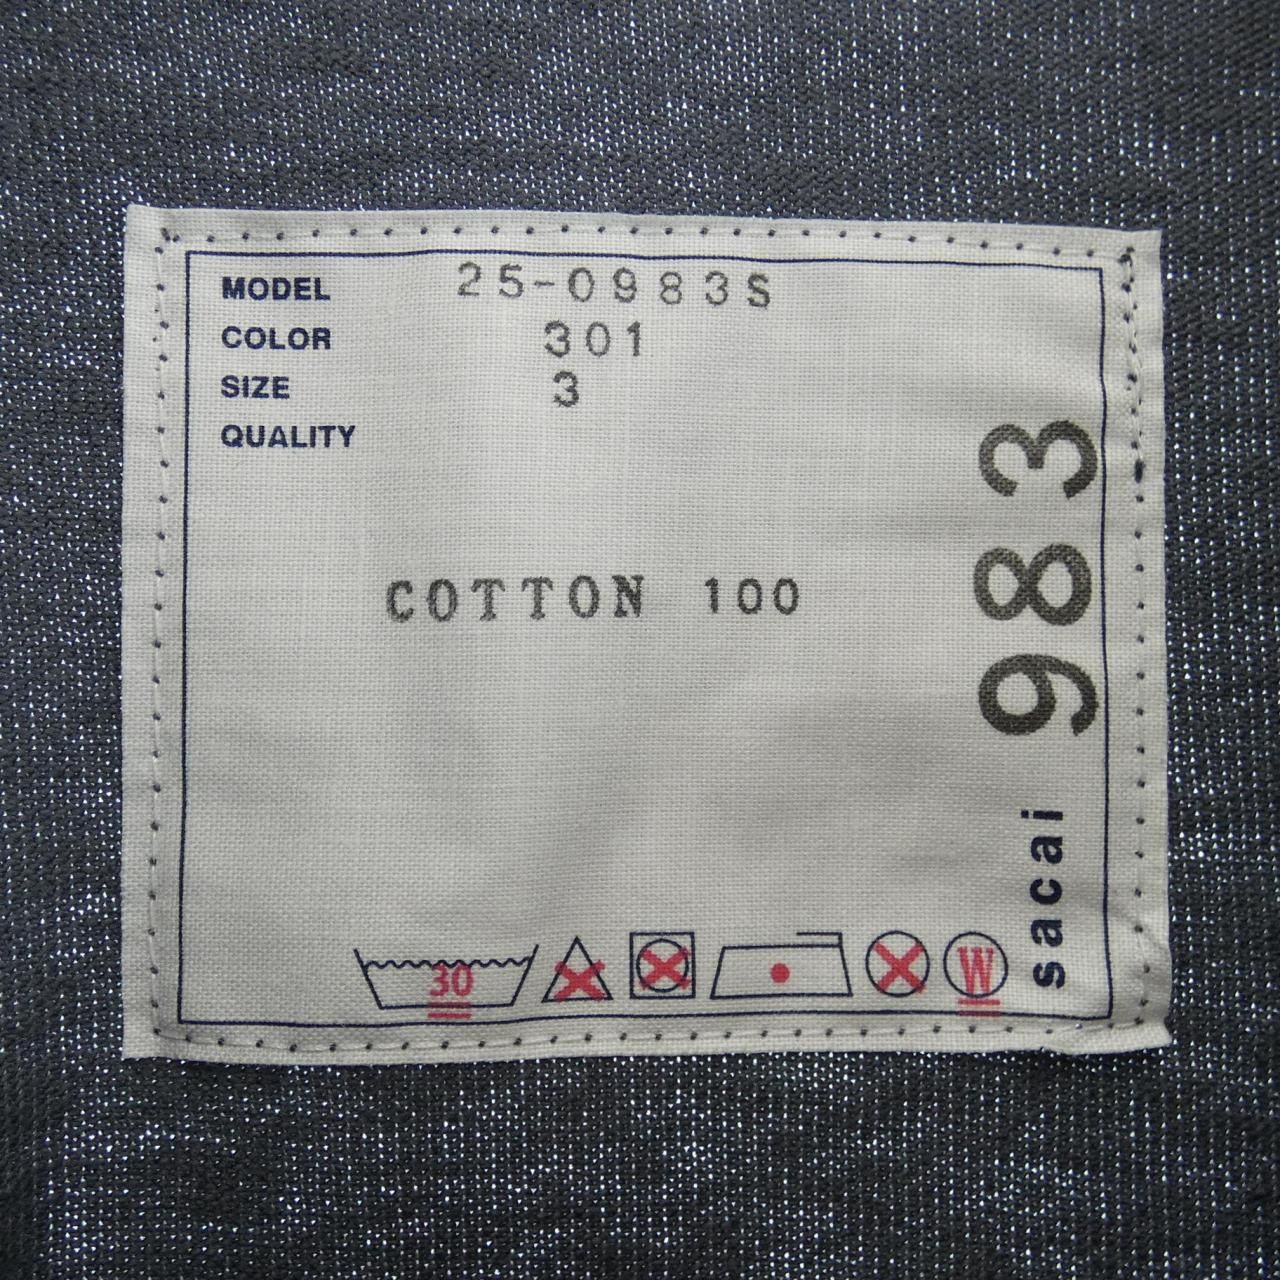 MODEL 25-0983S
COLOR 301
SIZE 3
QUALITY
COTTON 100
sacai 983
30
W